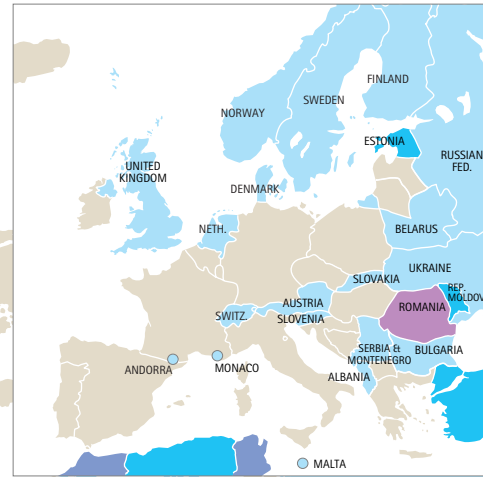 FINLAND
SWEDEN
NORWAY
ESTONIA
RUSSIAN
FED.
UNITED
KINGDOM
DENMARK
NETH.
BELARUS
UKRAINE
SLOVAKIA
REP.
MOLDOV
AUSTRIA
ROMANIA
SWITZ.
SLOVENIA
SERBIA &
MONTENEGRO
BULGARIA
ANDORRA
MONACO
ALBANIA
MALTA